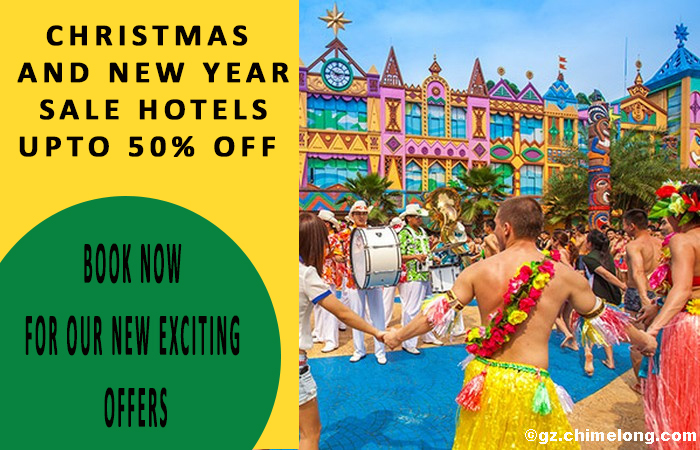 CHRISTMAS
AND NEW YEAR
SALE HOTELS
UPTO 50% OFF
BOOK NOW
FOR OUR NEW EXCITING
OFFERS
©gz.chimelong.com